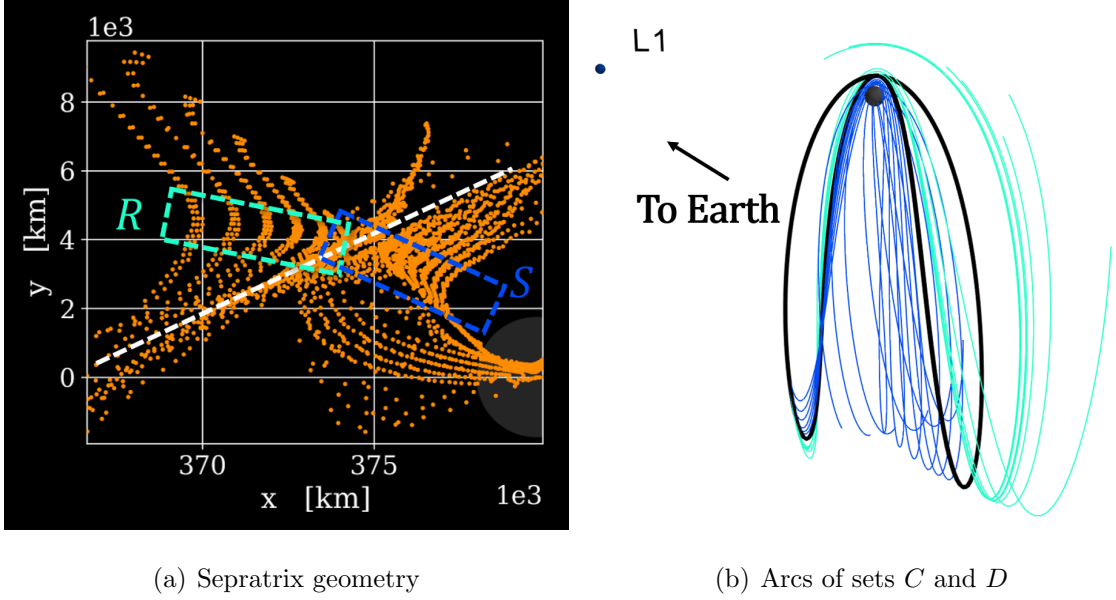 1e3
8
6
4
2
0
y [km]
R
S
370
375
x [km]
1e3
L1
To Earth
(a) Sepratrix geometry
(b) Arcs of sets C and D